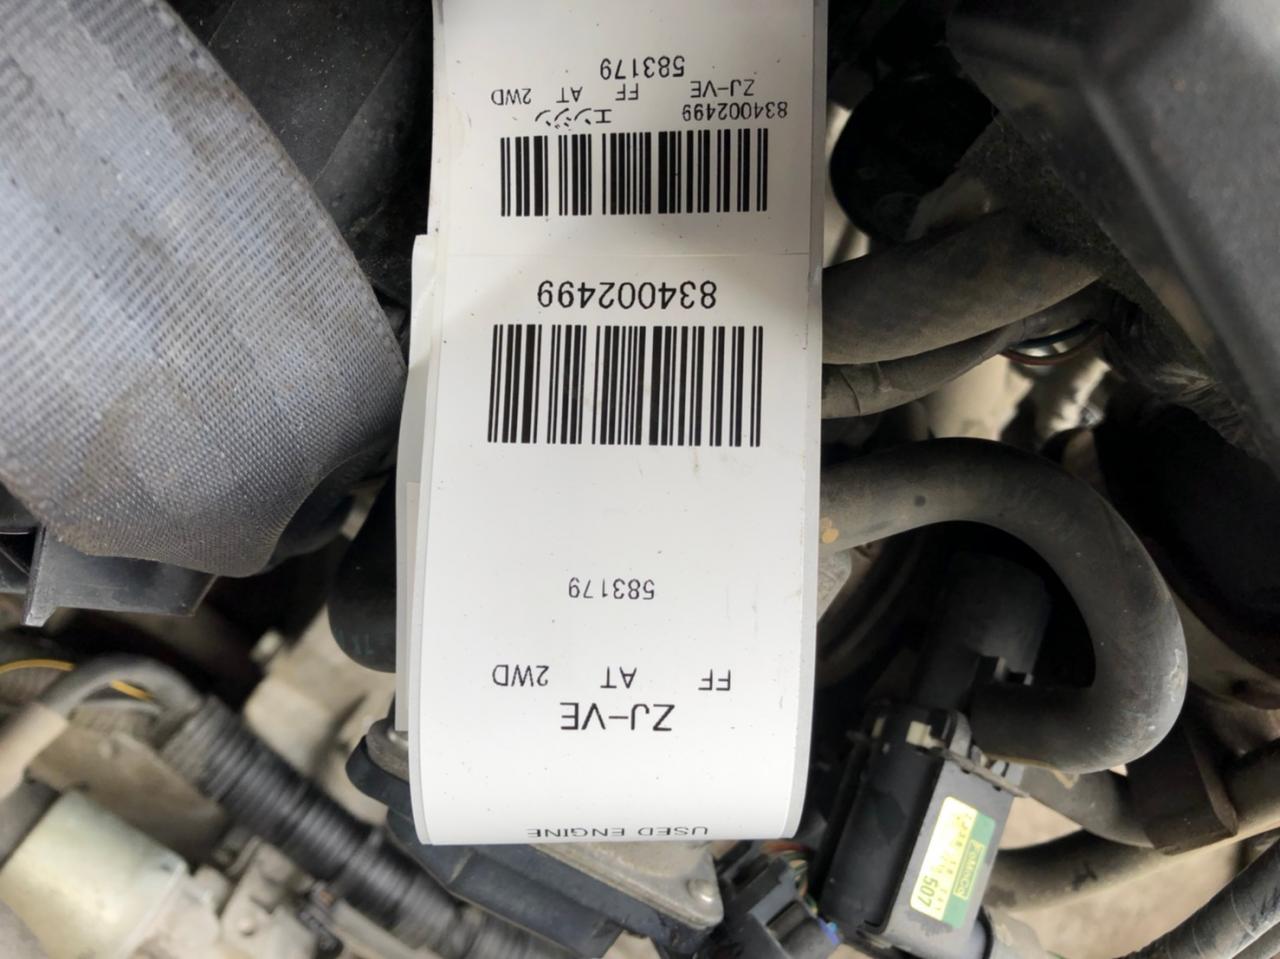 USED ENGINE
ZJ-VE
FF AT 2WD
583179
834002499
エンジン
834002499
ZJ-VE FF AT 2WD
583179
507